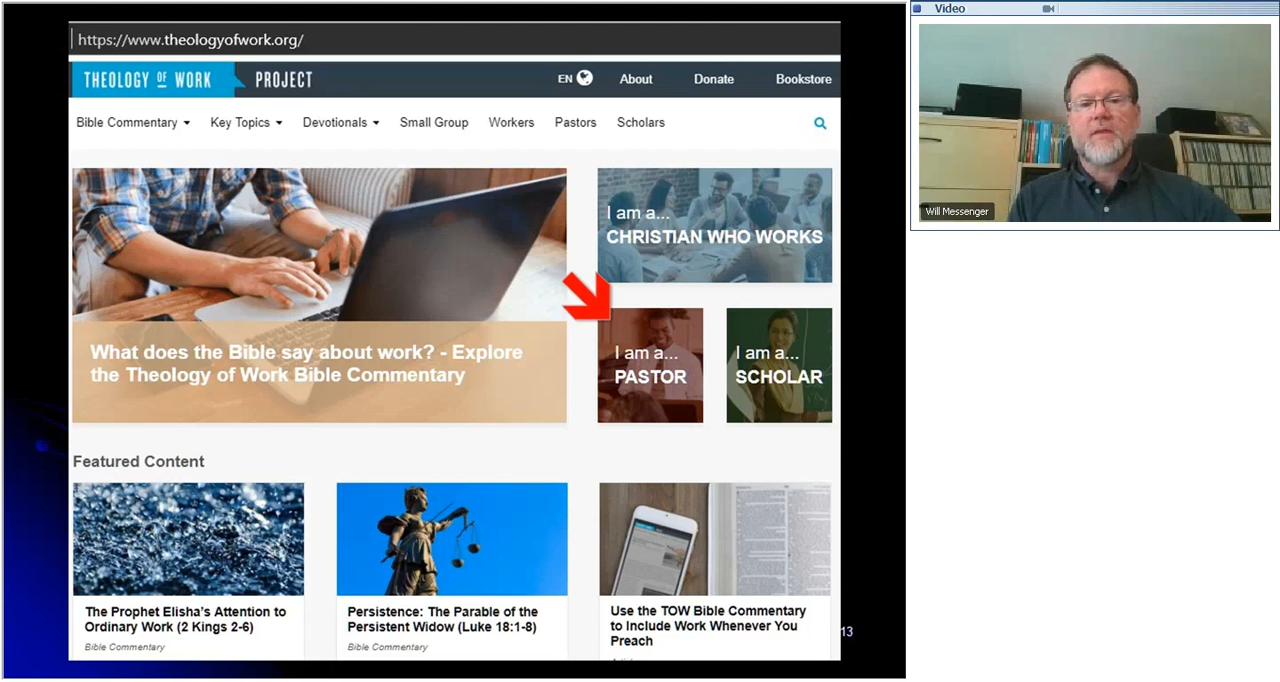 https://www.theologyofwork.org/
THEOLOGY OF WORK PROJECT
EN About Donate Bookstore
Bible Commentary Key Topics Devotionals Small Group Workers Pastors Scholars
What does the Bible say about work? - Explore
the Theology of Work Bible Commentary
I am a...
CHRISTIAN WHO WORKS
I am a...
PASTOR
I am a...
SCHOLAR
Featured Content
The Prophet Elisha's Attention to
Ordinary Work (2 Kings 2-6)
Bible Commentary
Persistence: The Parable of the
Persistent Widow (Luke 18:1-8)
Bible Commentary
Use the TOW Bible Commentary
to Include Work Whenever You
Preach
13
Video
Will Messenger